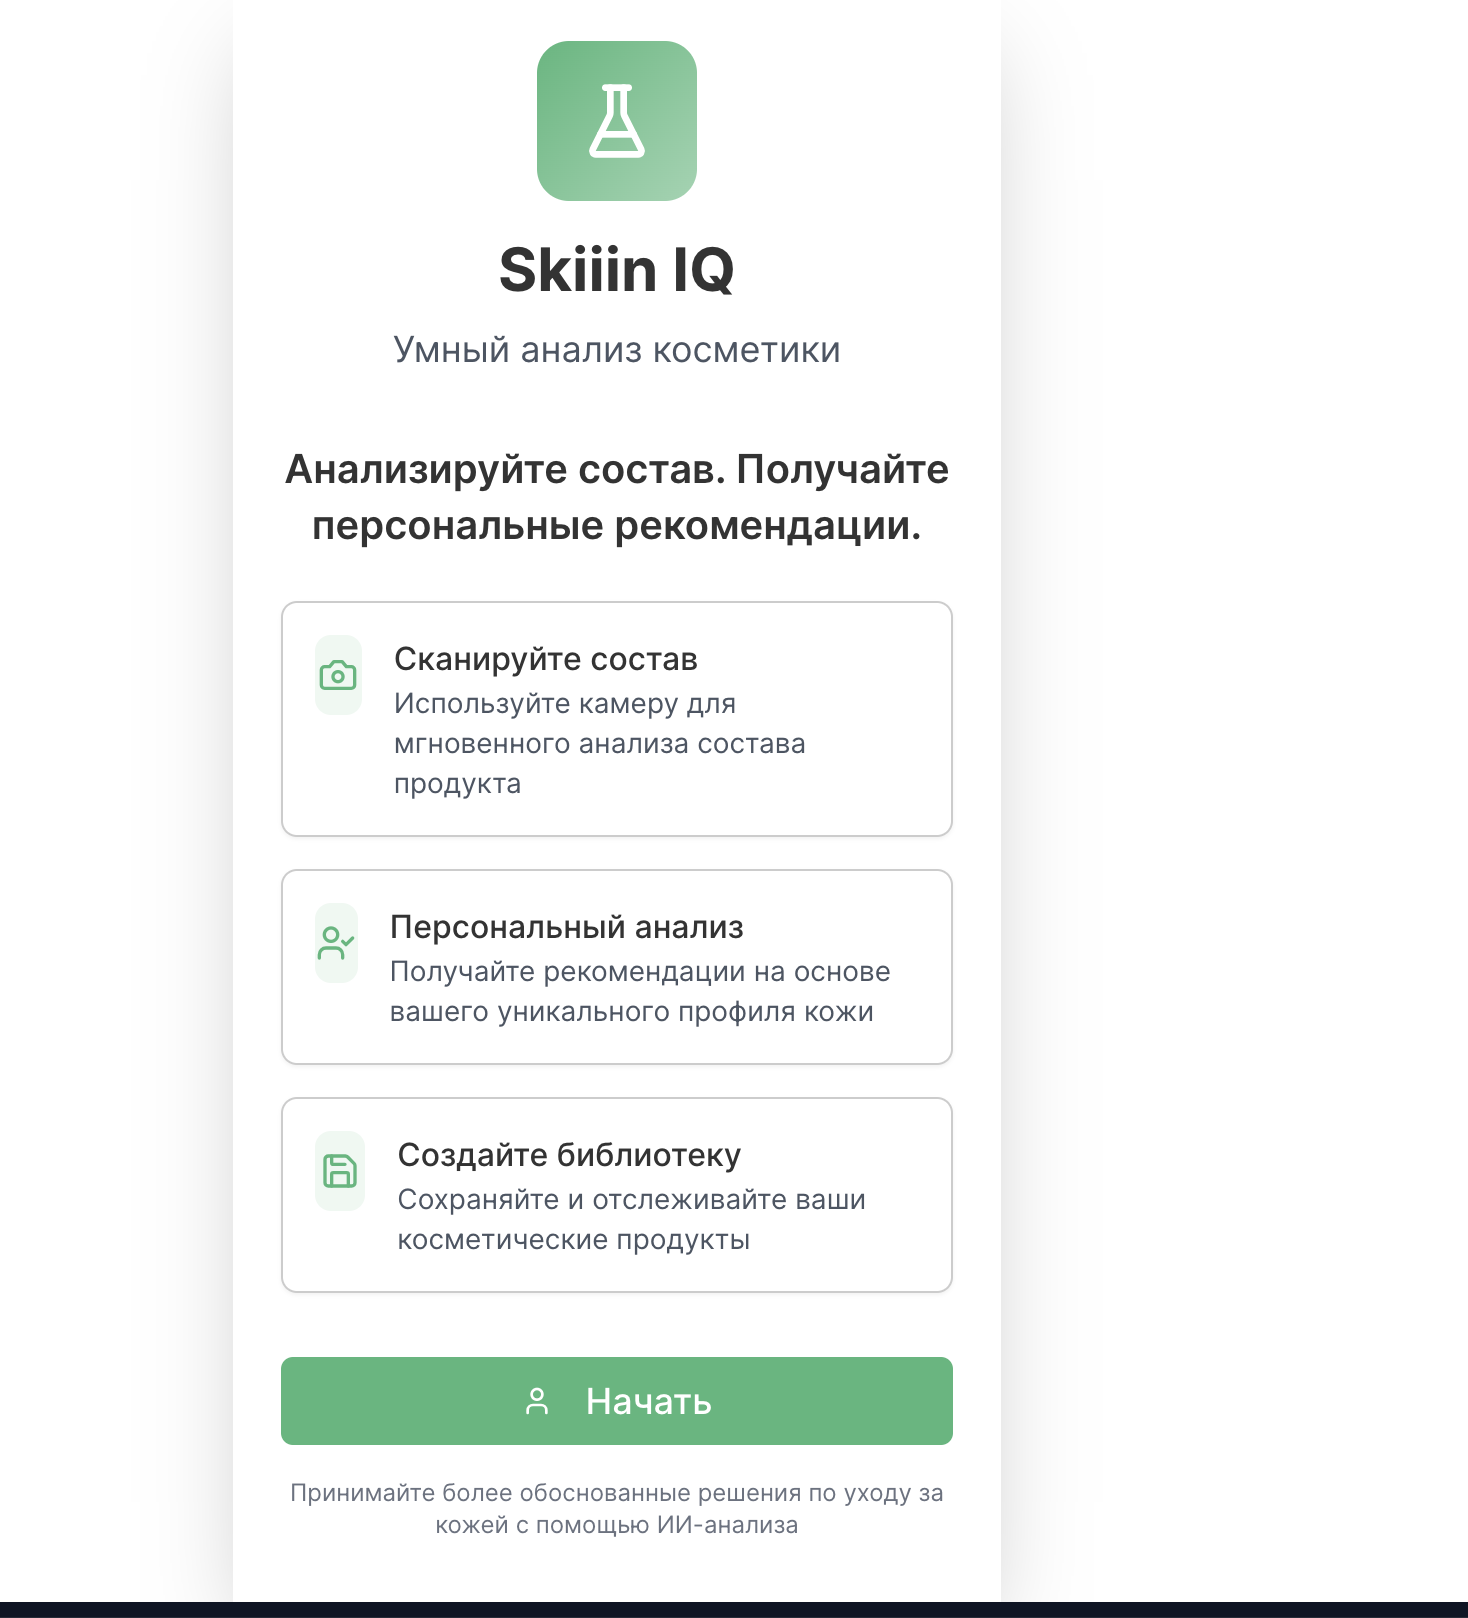 Skiiin IQ
Умный анализ косметики
Анализируйте состав. Получайте
персональные рекомендации.
Сканируйте состав
Используйте камеру для
мгновенного анализа состава
продукта
Персональный анализ
Получайте рекомендации на основе
вашего уникального профиля кожи
Создайте библиотеку
Сохраняйте и отслеживайте ваши
косметические продукты
Начать
Принимайте более обоснованные решения по уходу за
кожей с помощью ИИ-анализа